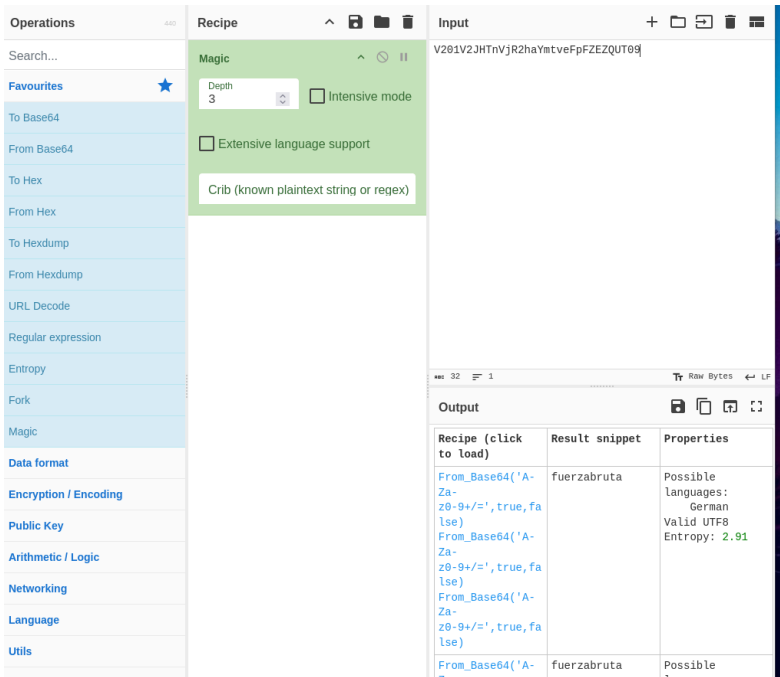 Operations
440
Search...
Favourites
To Base64
From Base64
To Hex
From Hex
To Hexdump
From Hexdump
URL Decode
Regular expression
Entropy
Fork
Magic
Data format
Encryption / Encoding
Public Key
Arithmetic / Logic
Networking
Language
Utils
Recipe
Magic
Depth
3
Intensive mode
Extensive language support
Crib (known plaintext string or regex)
Input
V201V2JHTnVjR2haYmtveFpFZEZQUT09
ABC 32
1
Raw Bytes
LF
Output
Recipe (click
to load)
Result snippet
Properties
From_Base64('A-
Za-
z0-9+/=',true,fa
lse)
From_Base64('A-
Za-
z0-9+/=',true,fa
lse)
From_Base64('A-
Za-
z0-9+/=',true,fa
lse)
fuerzabruta
Possible
languages:
German
Valid UTF8
Entropy: 2.91
From_Base64('A-
fuerzabruta
Possible